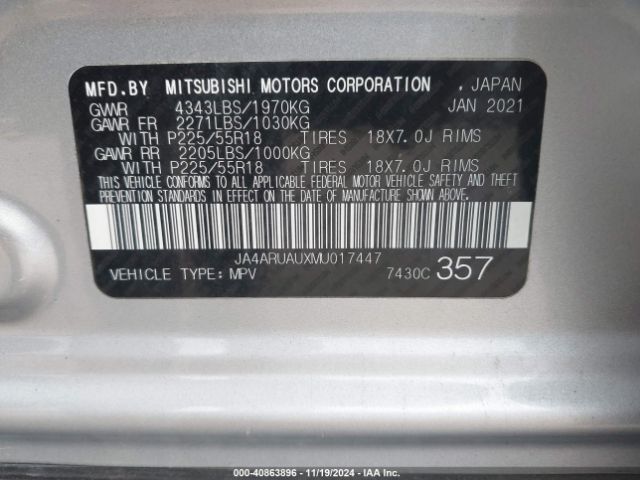 MFD.BY MITSUBISHI MOTORS CORPORATION . JAPAN
GWWR 4343LBS/1970KG JAN 2021
GAWR FR 2271LBS/1030KG
WITH P225/55R18 TIRES 18X7.0J RIMS
GAWR RR 2205LBS/1000KG
WITH P225/55R18 TIRES 18X7.0J RIMS
THIS VEHICLE CONFORMS TO ALL APPLICABLE FEDERAL MOTOR VEHICLE SAFETY AND THEFT
PREVENTION STANDARDS IN EFFECT ON THE DATE OF MANUFACTURE SHOWN ABOVE.
JA4ARUAUXMU017447
VEHICLE TYPE: MPV 7430C 357
000-40863896 - 11/19/2024 - IAAI.COM